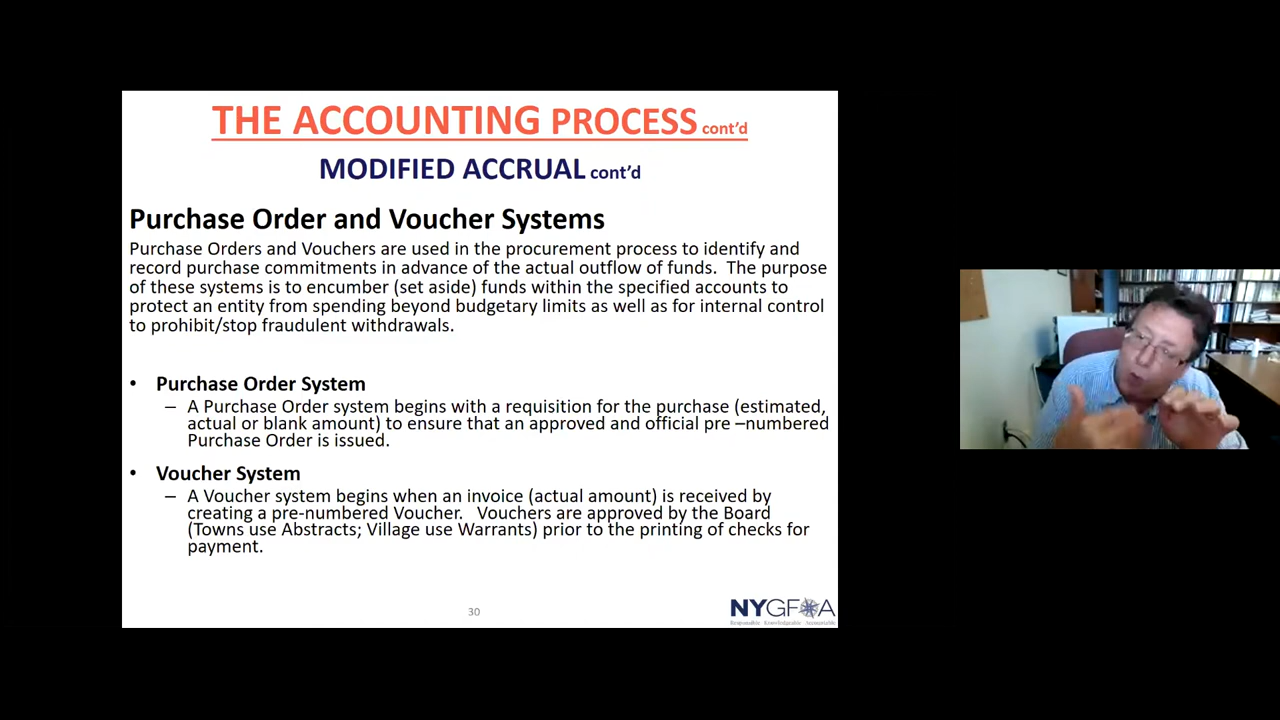 THE ACCOUNTING PROCESS cont’d
MODIFIED ACCRUAL cont’d
Purchase Order and Voucher Systems
Purchase Orders and Vouchers are used in the procurement process to identify and
record purchase commitments in advance of the actual outflow of funds.  The purpose
of these systems is to encumber (set aside) funds within the specified accounts to
protect an entity from spending beyond budgetary limits as well as for internal control
to prohibit/stop fraudulent withdrawals.
• Purchase Order System
– A Purchase Order system begins with a requisition for the purchase (estimated,
actual or blank amount) to ensure that an approved and official pre –numbered
Purchase Order is issued.
• Voucher System
– A Voucher system begins when an invoice (actual amount) is received by
creating a pre-numbered Voucher.   Vouchers are approved by the Board
(Towns use Abstracts; Village use Warrants) prior to the printing of checks for
payment.
30
NYGFOA
Responsible Knowledgeable Accountable